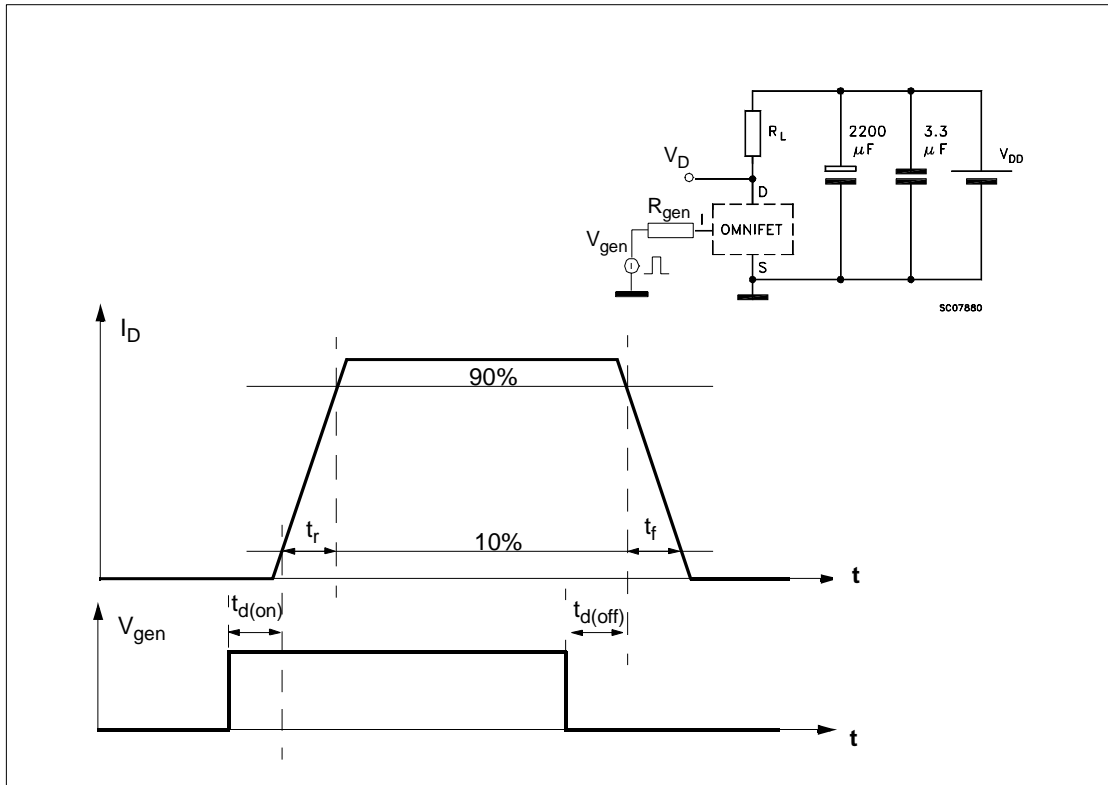 R_L
2200
μF
3.3
μF
V_DD
V_D
D
R_gen
I
OMNIFET
V_gen
S
SC07880
I_D
90%
t_r
10%
t_f
t
t_d(on)
t_d(off)
V_gen
t